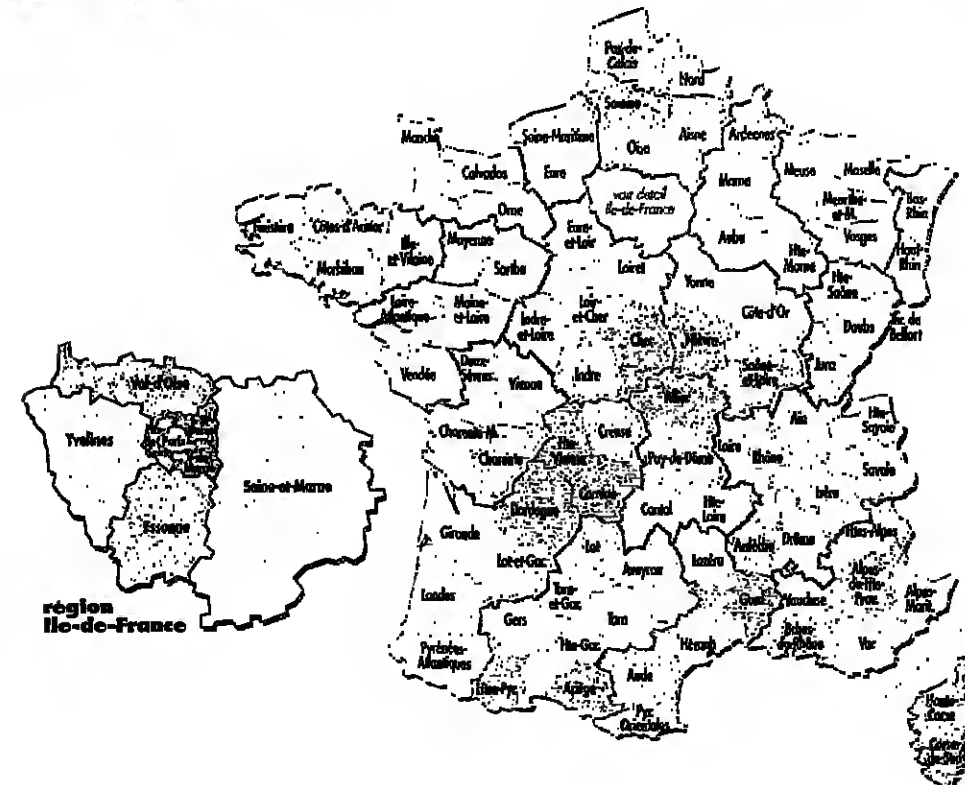 Pas-de-
Calais
Nord
Somme
Seine-Maritime
Oise
Aisne
Ardennes
Manche
Calvados
Eure
voir détail
Ile-de-France
Marne
Meuse
Moselle
Meurthe-
et-M.
Bas-
Rhin
Vosges
Haut-
Rhin
Orne
Eure-
et-Loir
Aube
Hte-
Marne
Finistère
Côtes-d'Armor
Ille-
et-Vilaine
Mayenne
Sarthe
Morbihan
Loiret
Yonne
Hte-
Saône
Loire-
Atlantique
Maine-
et-Loire
Indre-
et-Loire
Loir-
et-Cher
Côte-d'Or
Doubs
de
Belfort
Cher
Nièvre
Saône-
et-Loire
Jura
Vendée
Deux-
Sèvres
Vienne
Indre
Allier
Ain
Hte-
Savoie
Charente-M.
Charente
Hte-
Vienne
Creuse
Puy-de-Dôme
Loire
Rhône
Savoie
Isère
Dordogne
Corrèze
Cantal
Hte-
Loire
Gironde
Lot-et-Gar.
Lot
Aveyron
Lozère
Ardèche
Drôme
Htes-Alpes
Landes
Tarn-
et-Gar.
Tarn
Gard
Vaucluse
Alpes-
de-Hte-
Prov.
Alpes-
Marit.
Gers
Hte-Gar.
Hérault
Bches-
du-Rhône
Var
Pyrénées-
Atlantiques
Htes-Pyr.
Ariège
Aude
Pyr.
Orientales
Haute-
Corse
Corse-
du-Sud
Val-d'Oise
Yvelines
Paris
Seine-et-Marne
Essonne
région
Ile-de-France